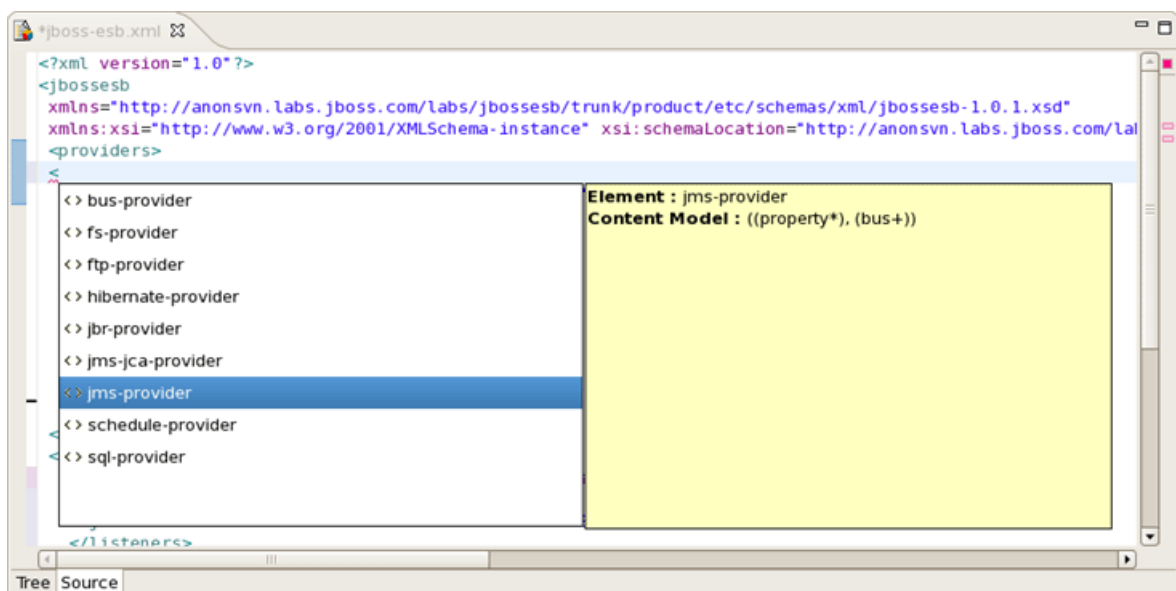 *jboss-esb.xml
<?xml version="1.0"?>
<jbossesb
xmlns="http://anonsvn.labs.jboss.com/labs/jbossesb/trunk/product/etc/schemas/xml/jbossesb-1.0.1.xsd"
xmlns:xsi="http://www.w3.org/2001/XMLSchema-instance" xsi:schemaLocation="http://anonsvn.labs.jboss.com/la
<providers>
<
<> bus-provider
<> fs-provider
<> ftp-provider
<> hibernate-provider
<> jbr-provider
<> jms-jca-provider
<> jms-provider
<> schedule-provider
<> sql-provider
Element : jms-provider
Content Model : ((property*), (bus+))
<
<
</listeners>
Tree Source